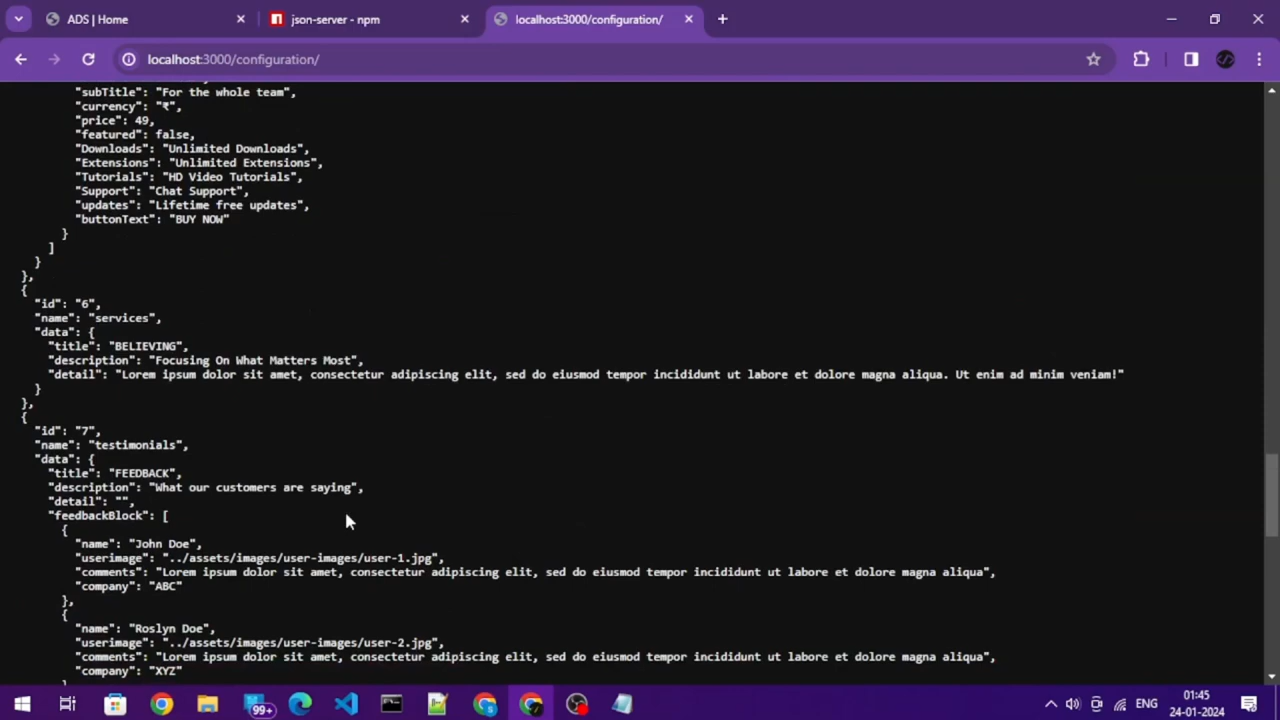 ADS | Home
json-server - npm
localhost:3000/configuration/
localhost:3000/configuration/
"subTitle": "For the whole team",
"currency": "₹",
"price": 49,
"featured": false,
"Downloads": "Unlimited Downloads",
"Extensions": "Unlimited Extensions",
"Tutorials": "HD Video Tutorials",
"Support": "Chat Support",
"updates": "Lifetime free updates",
"buttonText": "BUY NOW"
}
]
}
},
{
"id": "6",
"name": "services",
"data": {
"title": "BELIEVING",
"description": "Focusing On What Matters Most",
"detail": "Lorem ipsum dolor sit amet, consectetur adipiscing elit, sed do eiusmod tempor incididunt ut labore et dolore magna aliqua. Ut enim ad minim veniam!"
}
},
{
"id": "7",
"name": "testimonials",
"data": {
"title": "FEEDBACK",
"description": "What our customers are saying",
"detail": "",
"feedbackBlock": [
{
"name": "John Doe",
"userimage": "../assets/images/user-images/user-1.jpg",
"comments": "Lorem ipsum dolor sit amet, consectetur adipiscing elit, sed do eiusmod tempor incididunt ut labore et dolore magna aliqua",
"company": "ABC"
},
{
"name": "Roslyn Doe",
"userimage": "../assets/images/user-images/user-2.jpg",
"comments": "Lorem ipsum dolor sit amet, consectetur adipiscing elit, sed do eiusmod tempor incididunt ut labore et dolore magna aliqua",
"company": "XYZ"
99+
ENG
01:45
24-01-2024